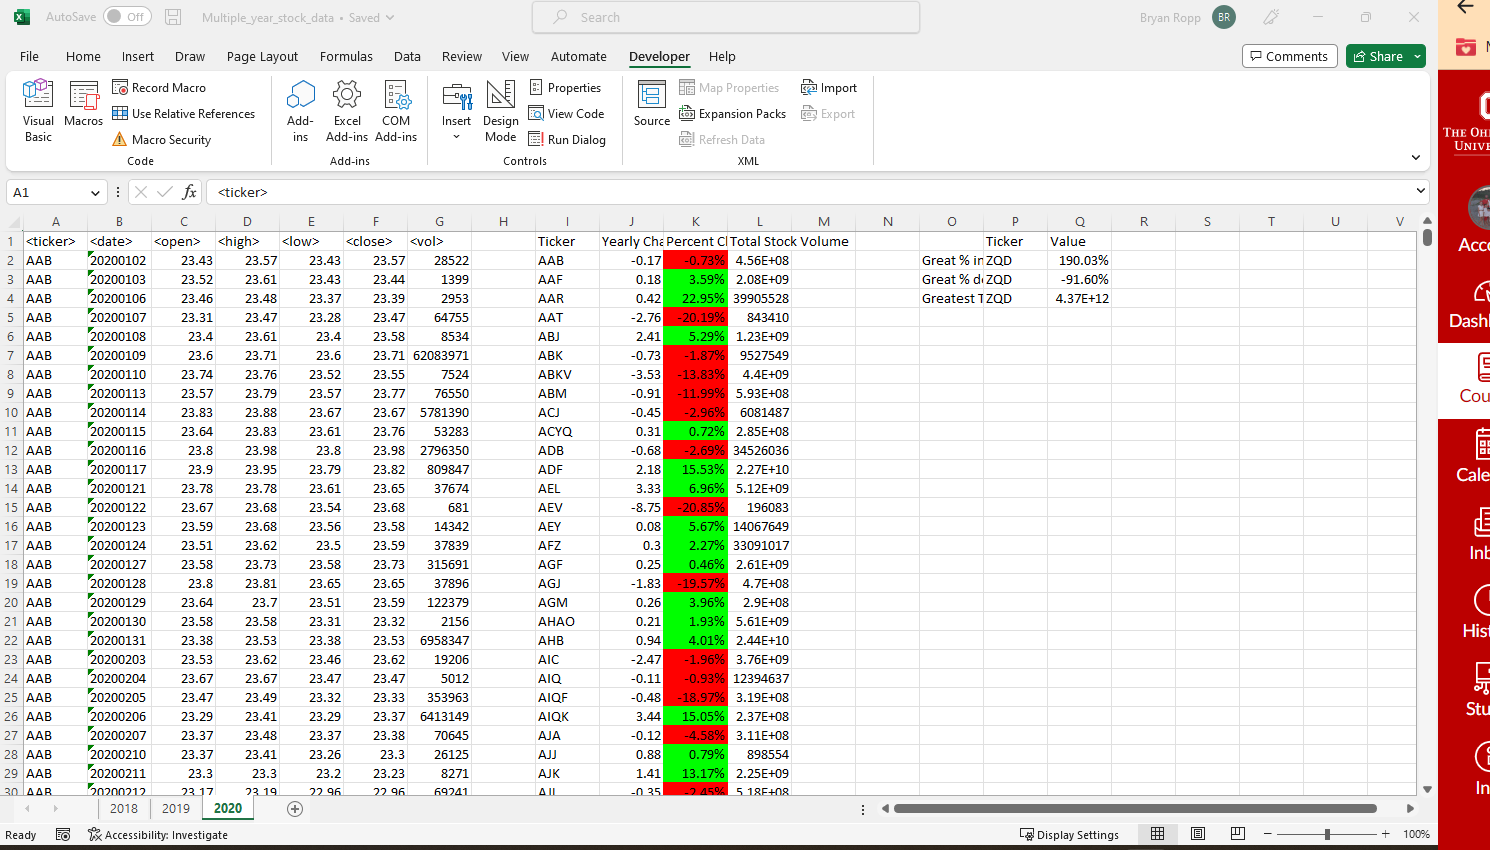 AutoSave Off Multiple_year_stock_data • Saved Search Bryan Ropp BR
File Home Insert Draw Page Layout Formulas Data Review View Automate Developer Help Comments Share
Visual Basic
Macros
Record Macro
Use Relative References
Macro Security
Code
Add-ins
Excel Add-ins
COM Add-ins
Add-ins
Insert
Design Mode
Properties
View Code
Run Dialog
Controls
Source
Map Properties
Expansion Packs
Refresh Data
Import
Export
XML
A1 fx <ticker>
A B C D E F G H I J K L M N O P Q R S T U V
1 <ticker> <date> <open> <high> <low> <close> <vol> Ticker Yearly Cha Percent Cl Total Stock Volume Ticker Value
2 AAB 20200102 23.43 23.57 23.43 23.57 28522 AAB -0.17 -0.73% 4.56E+08 Great % in ZQD 190.03%
3 AAB 20200103 23.52 23.61 23.43 23.44 1399 AAF 0.18 3.59% 2.08E+09 Great % de ZQD -91.60%
4 AAB 20200106 23.46 23.48 23.37 23.39 2953 AAR 0.42 22.95% 39905528 Greatest T ZQD 4.37E+12
5 AAB 20200107 23.31 23.47 23.28 23.47 64755 AAT -2.76 -20.19% 843410
6 AAB 20200108 23.4 23.61 23.4 23.58 8534 ABJ 2.41 5.29% 1.23E+09
7 AAB 20200109 23.6 23.71 23.6 23.71 62083971 ABK -0.73 -1.87% 9527549
8 AAB 20200110 23.74 23.76 23.52 23.55 7524 ABKV -3.53 -13.83% 4.4E+09
9 AAB 20200113 23.57 23.79 23.57 23.77 76550 ABM -0.91 -11.99% 5.93E+08
10 AAB 20200114 23.83 23.88 23.67 23.67 5781390 ACJ -0.45 -2.96% 6081487
11 AAB 20200115 23.64 23.83 23.61 23.76 53283 ACYQ 0.31 0.72% 2.85E+08
12 AAB 20200116 23.8 23.98 23.8 23.98 2796350 ADB -0.68 -2.69% 34526036
13 AAB 20200117 23.9 23.95 23.79 23.82 809847 ADF 2.18 15.53% 2.27E+10
14 AAB 20200121 23.78 23.78 23.61 23.65 37674 AEL 3.33 6.96% 5.12E+09
15 AAB 20200122 23.67 23.68 23.54 23.68 681 AEV -8.75 -20.85% 196083
16 AAB 20200123 23.59 23.68 23.56 23.58 14342 AEY 0.08 5.67% 14067649
17 AAB 20200124 23.51 23.62 23.5 23.59 37839 AFZ 0.3 2.27% 33091017
18 AAB 20200127 23.58 23.73 23.58 23.73 315691 AGF 0.25 0.46% 2.61E+09
19 AAB 20200128 23.8 23.81 23.65 23.65 37896 AGJ -1.83 -19.57% 4.7E+08
20 AAB 20200129 23.64 23.7 23.51 23.59 122379 AGM 0.26 3.96% 2.9E+08
21 AAB 20200130 23.58 23.58 23.31 23.32 2156 AHAO 0.21 1.93% 5.61E+09
22 AAB 20200131 23.38 23.53 23.38 23.53 6958347 AHB 0.94 4.01% 2.44E+10
23 AAB 20200203 23.53 23.62 23.46 23.62 19206 AIC -2.47 -1.96% 3.76E+09
24 AAB 20200204 23.67 23.67 23.47 23.47 5012 AIQ -0.11 -0.93% 12394637
25 AAB 20200205 23.47 23.49 23.32 23.33 353963 AIQF -0.48 -18.97% 3.19E+08
26 AAB 20200206 23.29 23.41 23.29 23.37 6413149 AIQK 3.44 15.05% 2.37E+08
27 AAB 20200207 23.37 23.48 23.37 23.38 70645 AJA -0.12 -4.58% 3.11E+08
28 AAB 20200210 23.37 23.41 23.26 23.3 26125 AJJ 0.88 0.79% 898554
29 AAB 20200211 23.3 23.3 23.2 23.23 8271 AJK 1.41 13.17% 2.25E+09
30 AAB 20200212 23.17 23.19 22.96 22.96 69241 AJL -0.35 -2.45% 5.18E+08
2018 2019 2020
Ready Accessibility: Investigate Display Settings 100%
THE OH
UNIVE
Acc
Dash
Cou
Cale
Inb
Hist
Stu
In